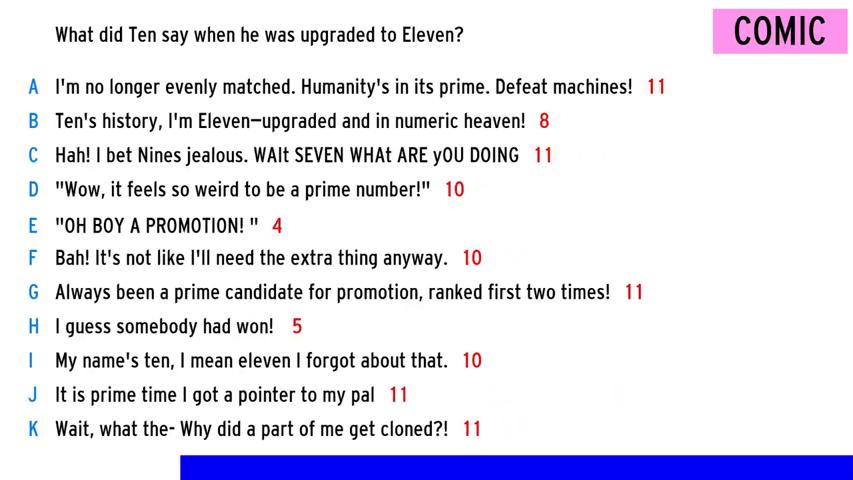 What did Ten say when he was upgraded to Eleven?
COMIC
A I'm no longer evenly matched. Humanity's in its prime. Defeat machines! 11
B Ten's history, I'm Eleven—upgraded and in numeric heaven! 8
C Hah! I bet Nines jealous. WAIt SEVEN WHAt ARE yOU DOING 11
D "Wow, it feels so weird to be a prime number!" 10
E "OH BOY A PROMOTION! " 4
F Bah! It's not like I'll need the extra thing anyway. 10
G Always been a prime candidate for promotion, ranked first two times! 11
H I guess somebody had won! 5
I My name's ten, I mean eleven I forgot about that. 10
J It is prime time I got a pointer to my pal 11
K Wait, what the- Why did a part of me get cloned?! 11